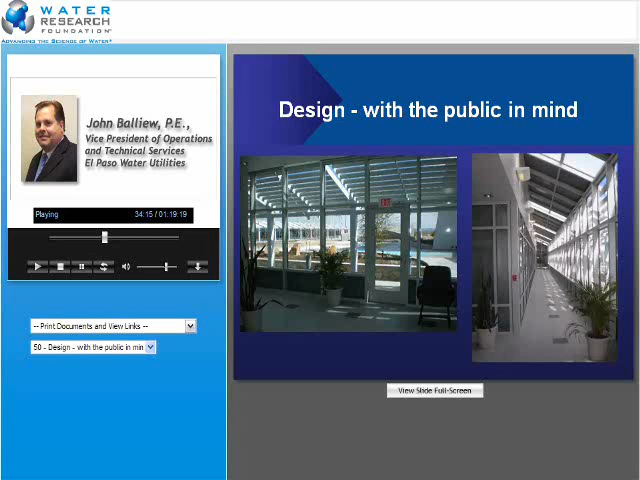 WATER
RESEARCH
FOUNDATION®
ADVANCING THE SCIENCE OF WATER®
John Balliew, P.E.,
Vice President of Operations
and Technical Services
El Paso Water Utilities
Playing 34:15 / 01:19:19
-- Print Documents and View Links --
50 - Design - with the public in min
Design - with the public in mind
View Slide Full-Screen